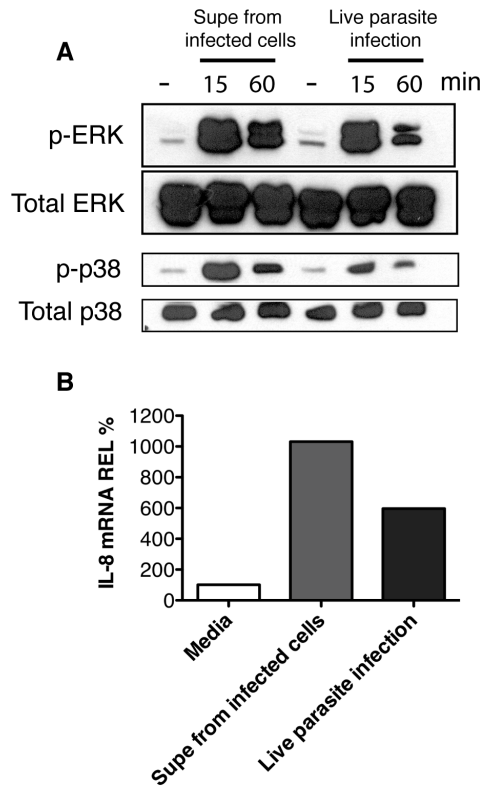 A
Supe from
infected cells
Live parasite
infection
– 15 60 – 15 60 min
p-ERK
Total ERK
p-p38
Total p38
B
IL-8 mRNA REL %
1200
1000
800
600
400
200
0
Media
Supe from infected cells
Live parasite infection